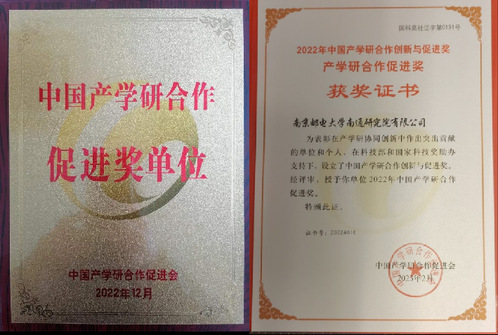 中国产学研合作
促进奖单位
中国产学研合作促进会
2022年12月
国科奖社证字第0191号
2022年中国产学研合作创新与促进奖
产学研合作促进奖
获奖证书
南京邮电大学南通研究院有限公司
为表彰在产学研协同创新中作出突出贡献
的单位和个人，在科技部和国家科技奖励办
支持下，设立了中国产学研合作创新与促进奖。
经评审，授予你单位2022年中国产学研合作
促进奖。
特颁此证。
证书号：
中国产学研合作促进会
2023年2月